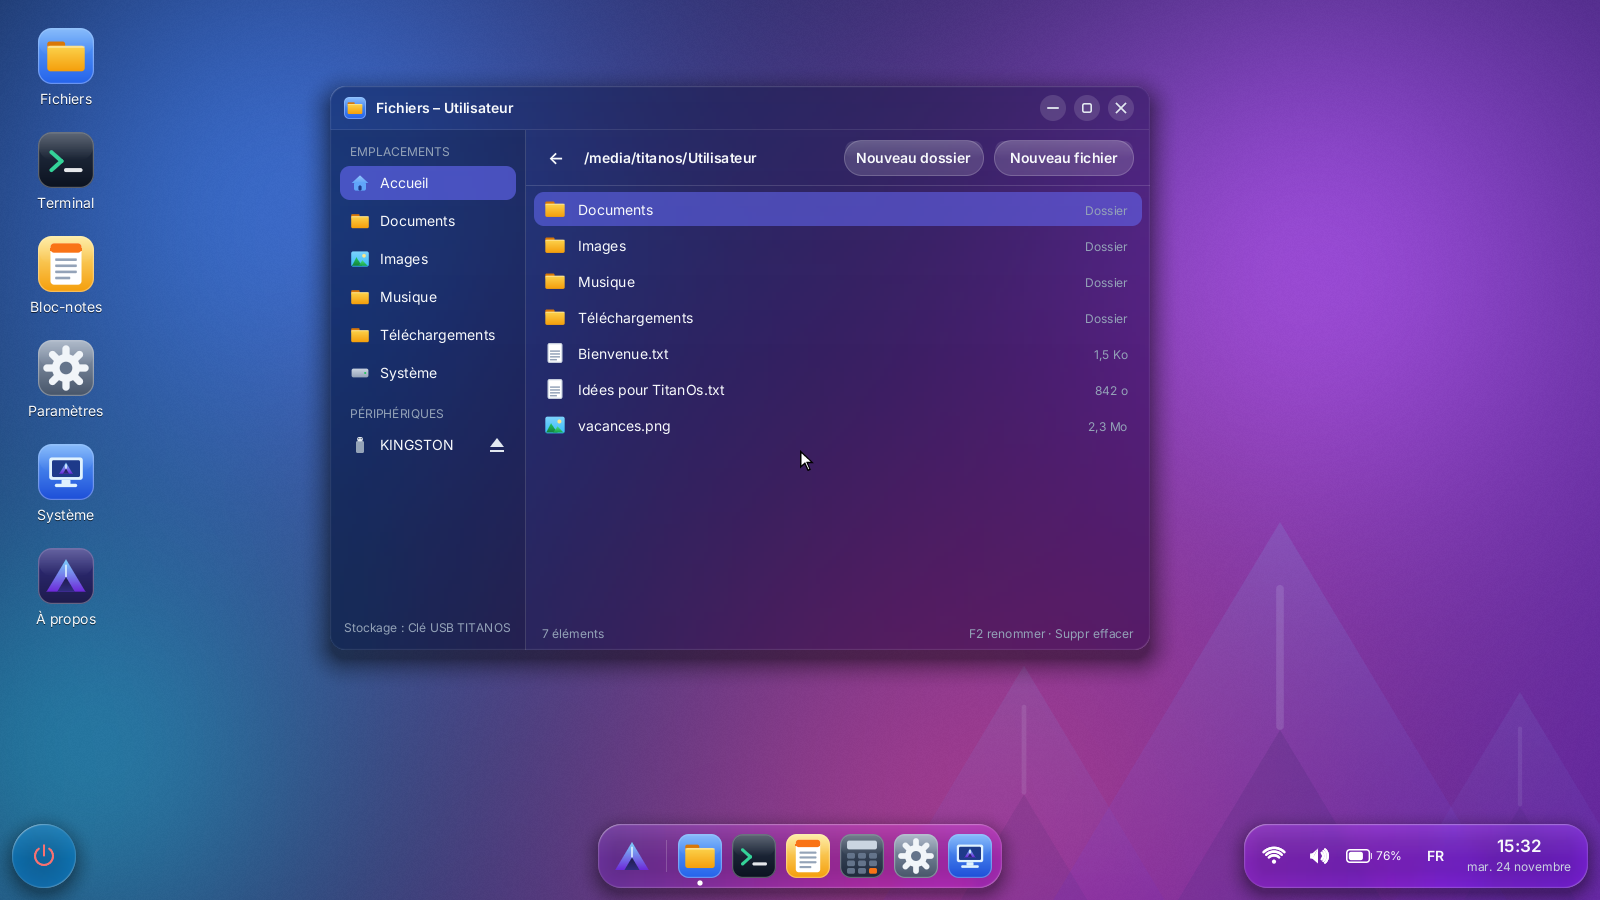 Fichiers
Terminal
Bloc-notes
Paramètres
Système
À propos
Fichiers – Utilisateur
EMPLACEMENTS
Accueil
Documents
Images
Musique
Téléchargements
Système
PÉRIPHÉRIQUES
KINGSTON
Stockage : Clé USB TITANOS
/media/titanos/Utilisateur
Nouveau dossier
Nouveau fichier
Documents Dossier
Images Dossier
Musique Dossier
Téléchargements Dossier
Bienvenue.txt 1,5 Ko
Idées pour TitanOs.txt 842 o
vacances.png 2,3 Mo
7 éléments
F2 renommer · Suppr effacer
76%
FR
15:32
mar. 24 novembre